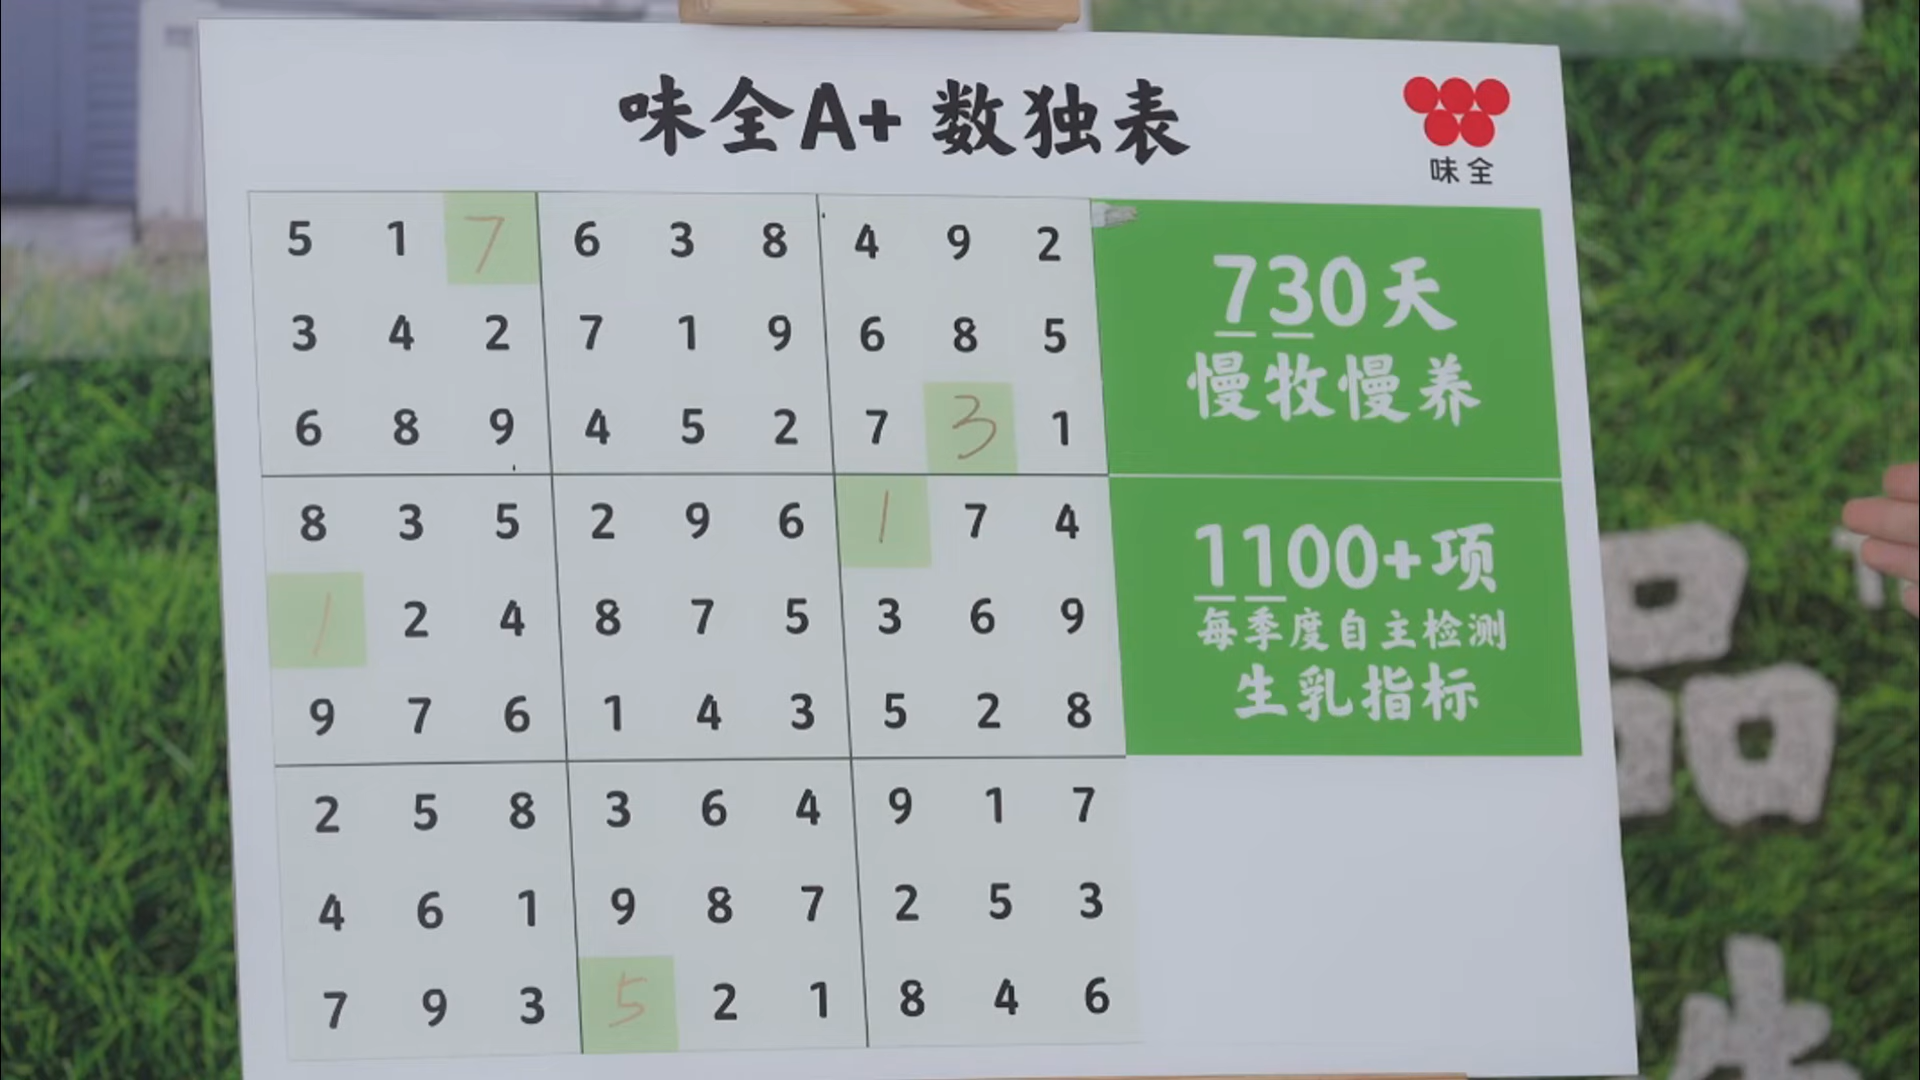 味全A+ 数独表
味全
5 1 7 6 3 8 4 9 2
3 4 2 7 1 9 6 8 5
6 8 9 4 5 2 7 3 1
8 3 5 2 9 6 1 7 4
1 2 4 8 7 5 3 6 9
9 7 6 1 4 3 5 2 8
2 5 8 3 6 4 9 1 7
4 6 1 9 8 7 2 5 3
7 9 3 5 2 1 8 4 6
730天
慢牧慢养
1100+项
每季度自主检测
生乳指标
品